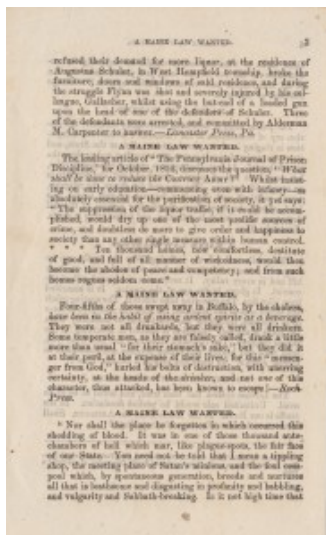 A MAINE LAW WANTED. 3
refused their demand for more liquor, at the residence of
Augustus Schuler, in West Hempfield township, broke the
furniture, doors and windows of said residence, and during
the struggle Flynn was shot and severely injured by his col-
league, Gallacher, whilst using the but-end of a loaded gun
upon the head of one of the defenders of Schuler. Three
of the defendants were arrested, and committed by Alderman
M. Carpenter to answer.—Lancaster Press, Pa.
A MAINE LAW WANTED.
The leading article of "The Pennsylvania Journal of Prison
Discipline," for October, 1852, discusses the question, "What
shall be done to reduce the Convict class?" Whilst insist-
ing on early education—commencing even with infancy—as
absolutely essential for the purification of society, it yet says:
"The suppression of the liquor traffic, if it could be accom-
plished, would dry up one of the most prolific sources of
crime, and doubtless do more to give order and happiness to
society than any other single measure within human control.
* * * Ten thousand homes, now comfortless, destitute
of good, and full of all manner of wickedness, would then
become the abodes of peace and competency; and from such
homes rogues seldom come."
A MAINE LAW WANTED.
Four-fifths of those swept away in Buffalo, by the cholera,
have been in the habit of using ardent spirits as a beverage.
They were not all drunkards, but they were all drinkers.
Some temperate men, as they are falsely called, drank a little
more than usual "for their stomach's sake," but they did it
at their peril, at the expense of their lives; for this "messen-
ger from God," hurled his bolts of destruction, with unerring
certainty, at the heads of the drinker, and not one of this
character, thus attacked, has been known to escape!—Roch.
Press.
A MAINE LAW WANTED.
"Nor shall the place be forgotten in which occurred this
shedding of blood. It was in one of those thousand ante-
chambers of hell which mar, like plague-spots, the fair face
of our State. You need not be told that I mean a tippling
shop, the meeting place of Satan's minions, and the foul cess-
pool which, by spontaneous generation, breeds and nurtures
all that is loathsome and disgusting in profanity and babbling,
and vulgarity and Sabbath-breaking. Is it not high time that